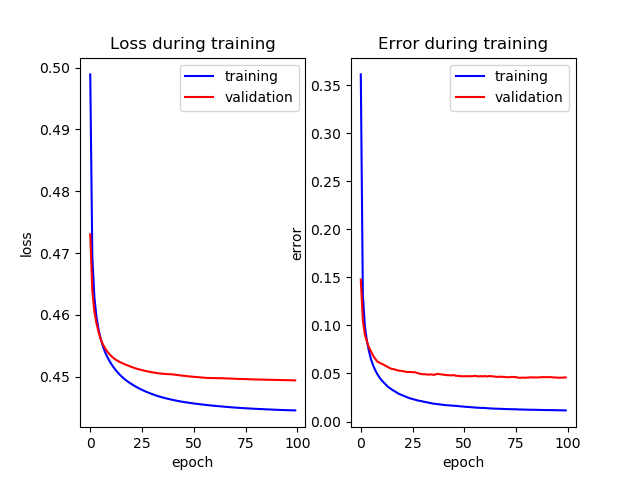 Loss during training
training
validation
0.50
0.49
0.48
0.47
0.46
0.45
loss
0
25
50
75
100
epoch
Error during training
training
validation
0.35
0.30
0.25
0.20
0.15
0.10
0.05
0.00
error
0
25
50
75
100
epoch